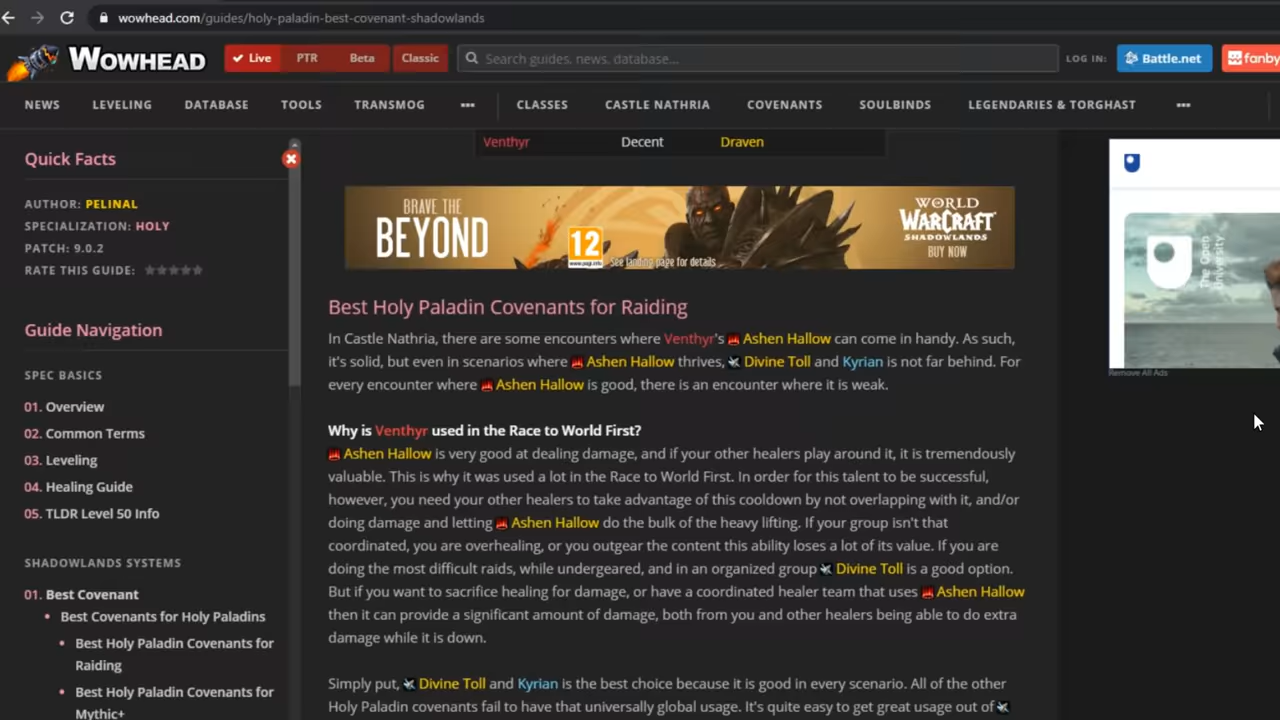 wowhead.com/guides/holy-paladin-best-covenant-shadowlands
WOWHEAD
Live PTR Beta Classic
Search guides, news, database...
LOG IN: Battle.net fanby
NEWS LEVELING DATABASE TOOLS TRANSMOG ••• CLASSES CASTLE NATHRIA COVENANTS SOULBINDS LEGENDARIES & TORGHAST •••
Quick Facts
AUTHOR: PELINAL
SPECIALIZATION: HOLY
PATCH: 9.0.2
RATE THIS GUIDE:
Guide Navigation
SPEC BASICS
01. Overview
02. Common Terms
03. Leveling
04. Healing Guide
05. TLDR Level 50 Info
SHADOWLANDS SYSTEMS
01. Best Covenant
• Best Covenants for Holy Paladins
• Best Holy Paladin Covenants for
Raiding
• Best Holy Paladin Covenants for
Mythic+
Venthyr Decent Draven
BRAVE THE
BEYOND
12
www.pegi.info
See landing page for details
WORLD
WARCRAFT
SHADOWLANDS
BUY NOW
Best Holy Paladin Covenants for Raiding
In Castle Nathria, there are some encounters where Venthyr's Ashen Hallow can come in handy. As such,
it's solid, but even in scenarios where Ashen Hallow thrives, Divine Toll and Kyrian is not far behind. For
every encounter where Ashen Hallow is good, there is an encounter where it is weak.
Why is Venthyr used in the Race to World First?
Ashen Hallow is very good at dealing damage, and if your other healers play around it, it is tremendously
valuable. This is why it was used a lot in the Race to World First. In order for this talent to be successful,
however, you need your other healers to take advantage of this cooldown by not overlapping with it, and/or
doing damage and letting Ashen Hallow do the bulk of the heavy lifting. If your group isn't that
coordinated, you are overhealing, or you outgear the content this ability loses a lot of its value. If you are
doing the most difficult raids, while undergeared, and in an organized group Divine Toll is a good option.
But if you want to sacrifice healing for damage, or have a coordinated healer team that uses Ashen Hallow
then it can provide a significant amount of damage, both from you and other healers being able to do extra
damage while it is down.
Simply put, Divine Toll and Kyrian is the best choice because it is good in every scenario. All of the other
Holy Paladin covenants fail to have that universally global usage. It's quite easy to get great usage out of
The Open
University
Remove All Ads